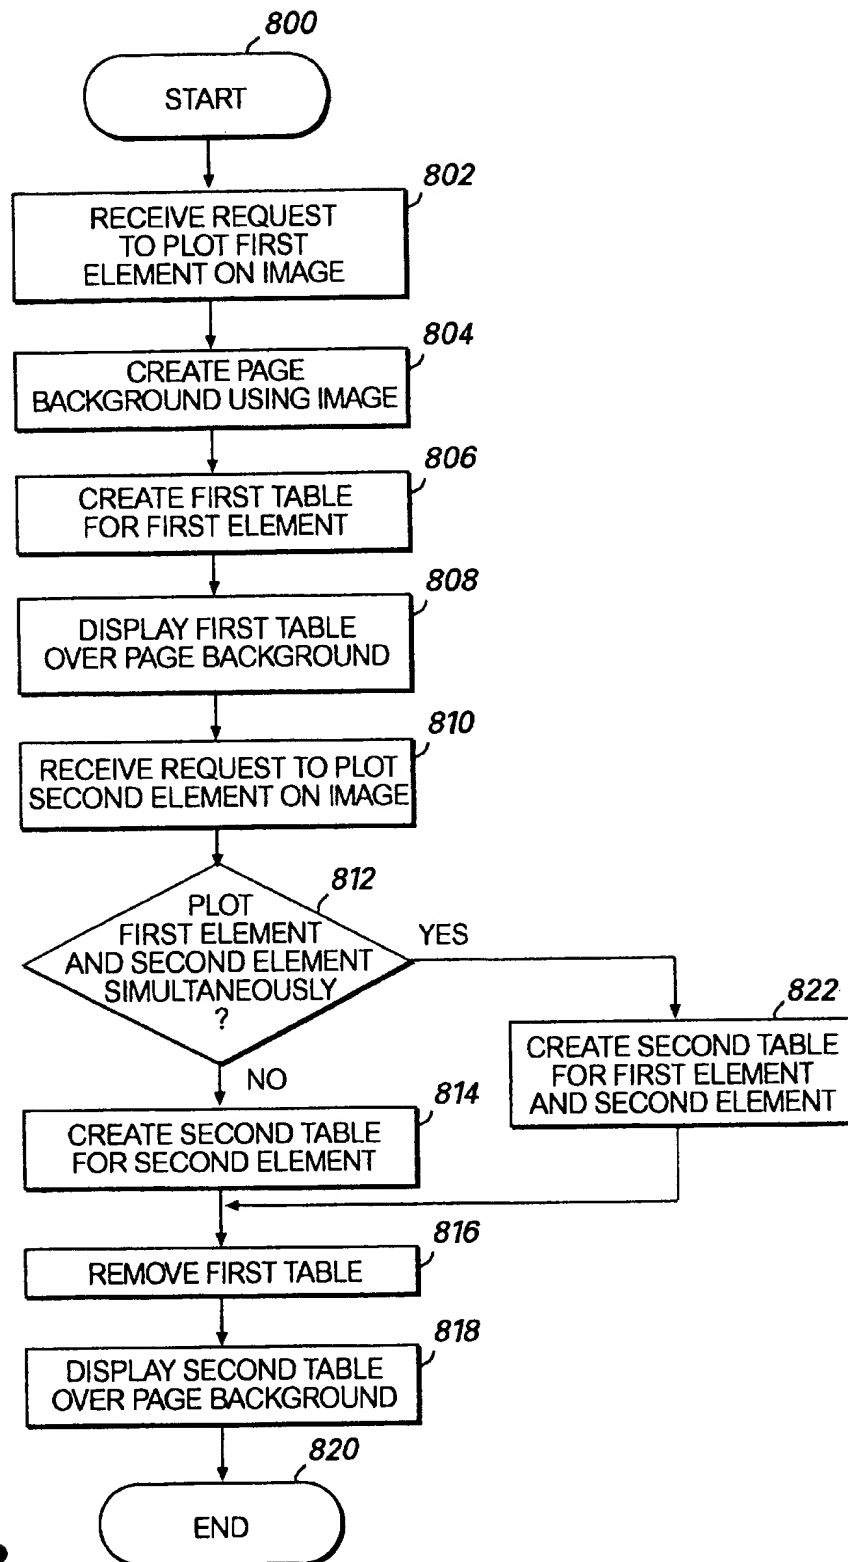 800
START
802
RECEIVE REQUEST
TO PLOT FIRST
ELEMENT ON IMAGE
804
CREATE PAGE
BACKGROUND USING IMAGE
806
CREATE FIRST TABLE
FOR FIRST ELEMENT
808
DISPLAY FIRST TABLE
OVER PAGE BACKGROUND
810
RECEIVE REQUEST TO PLOT
SECOND ELEMENT ON IMAGE
812
PLOT
FIRST ELEMENT
AND SECOND ELEMENT
SIMULTANEOUSLY
?
YES
822
CREATE SECOND TABLE
FOR FIRST ELEMENT
AND SECOND ELEMENT
NO
814
CREATE SECOND TABLE
FOR SECOND ELEMENT
816
REMOVE FIRST TABLE
818
DISPLAY SECOND TABLE
OVER PAGE BACKGROUND
820
END